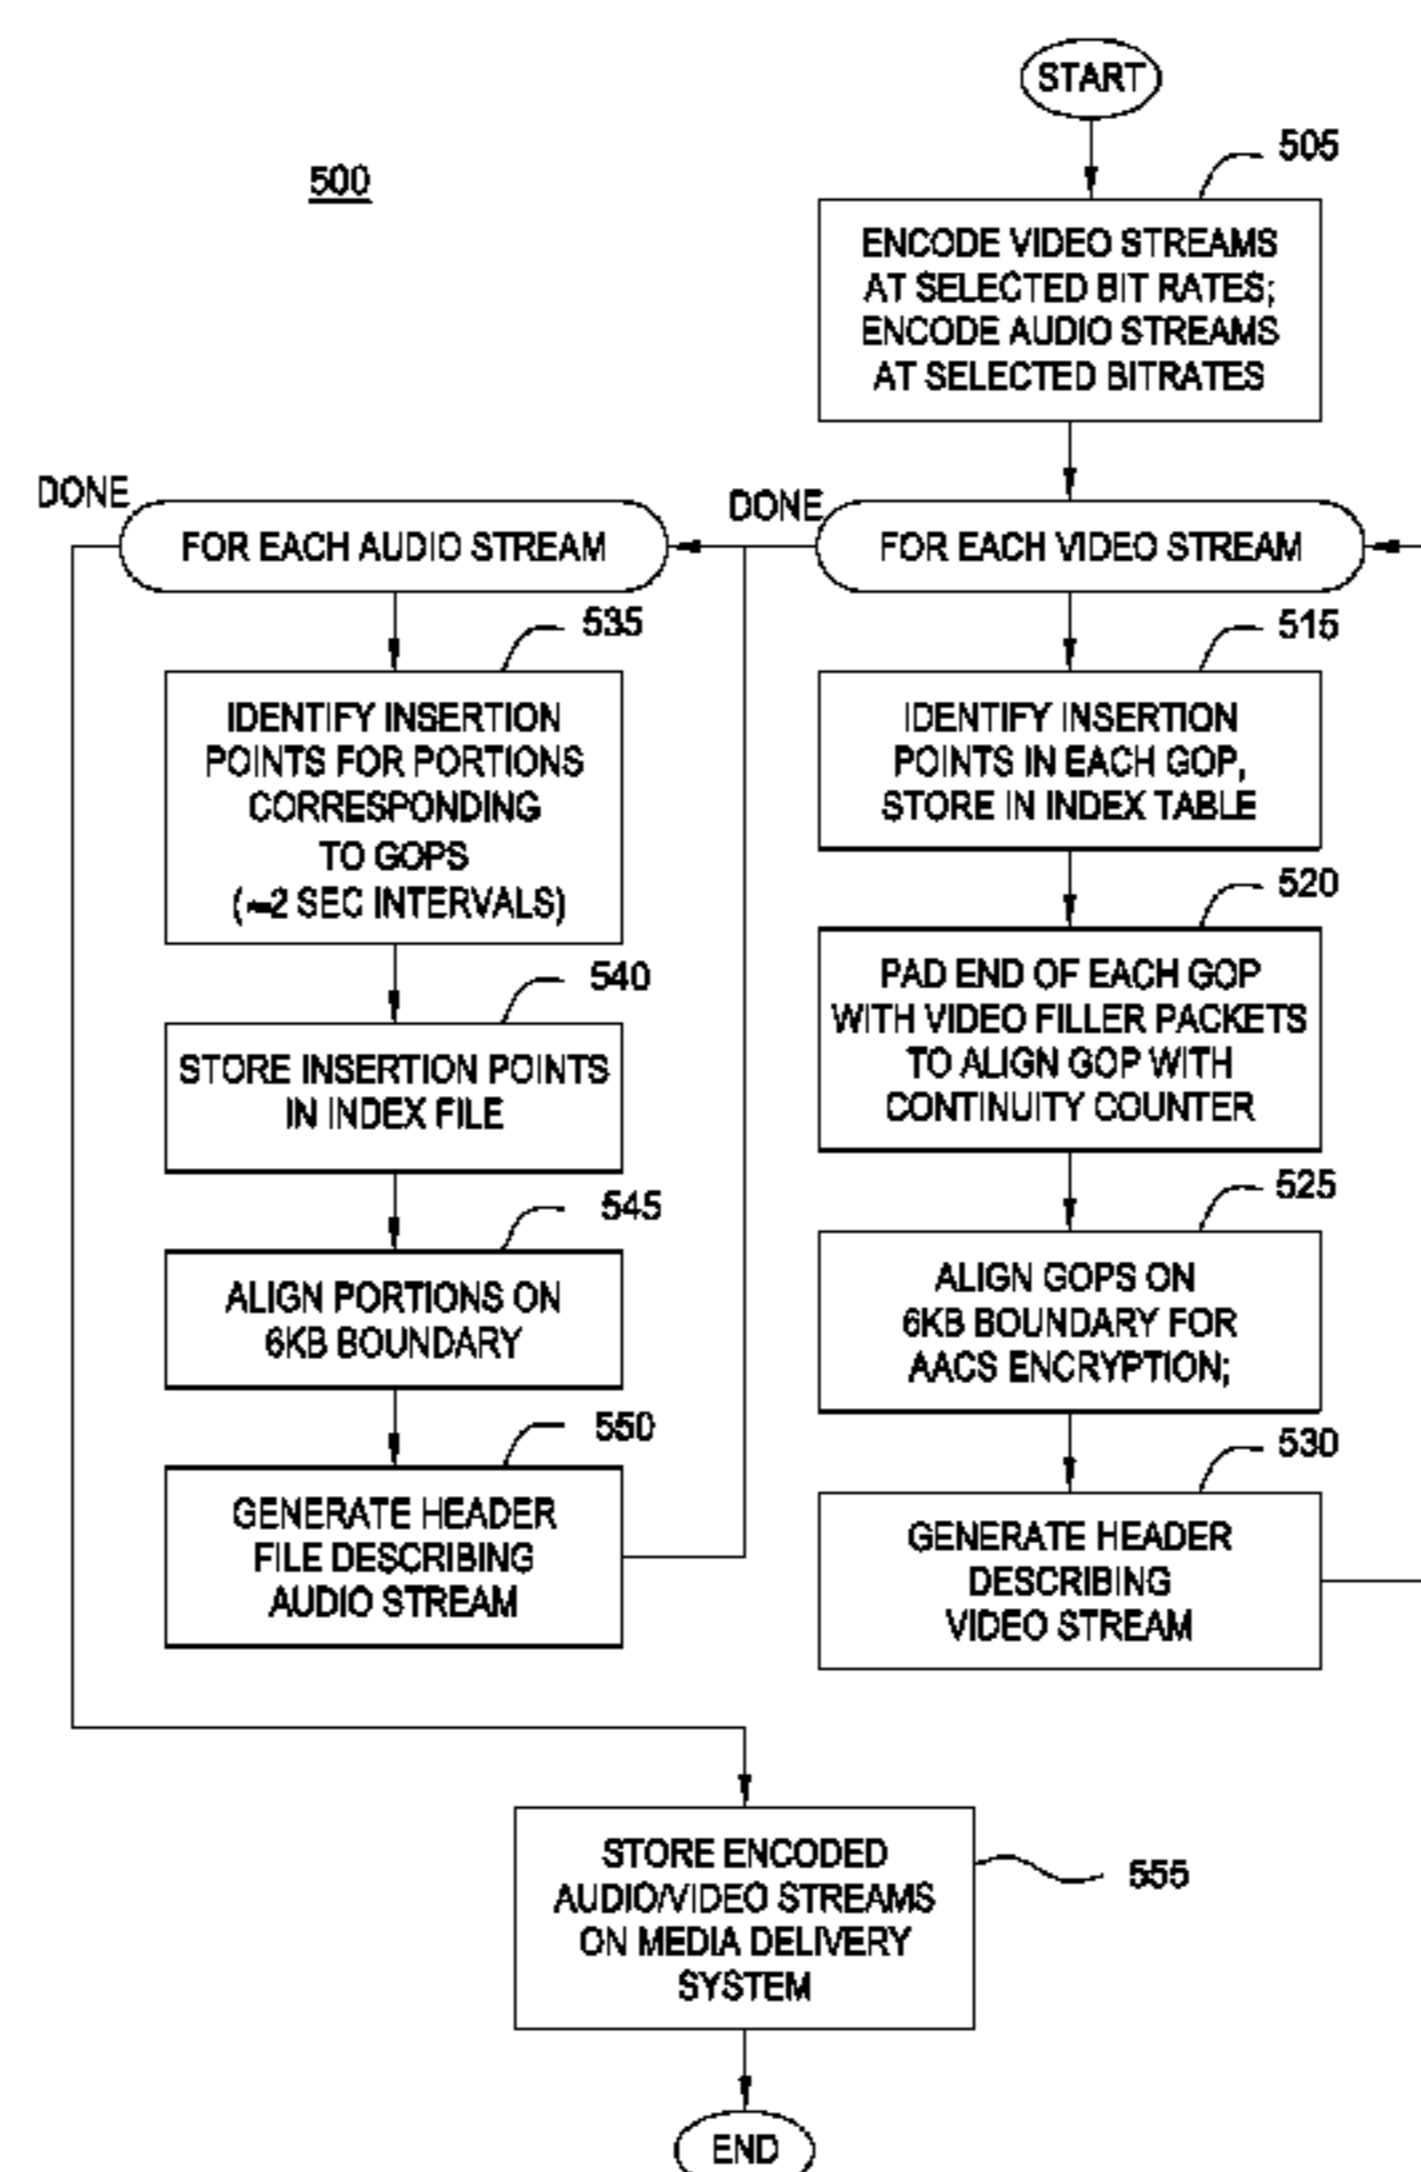 START
500
505
ENCODE VIDEO STREAMS
AT SELECTED BIT RATES;
ENCODE AUDIO STREAMS
AT SELECTED BITRATES
DONE
FOR EACH VIDEO STREAM
515
IDENTIFY INSERTION
POINTS IN EACH GOP,
STORE IN INDEX TABLE
520
PAD END OF EACH GOP
WITH VIDEO FILLER PACKETS
TO ALIGN GOP WITH
CONTINUITY COUNTER
525
ALIGN GOPS ON
6KB BOUNDARY FOR
AACS ENCRYPTION;
530
GENERATE HEADER
DESCRIBING
VIDEO STREAM
DONE
FOR EACH AUDIO STREAM
535
IDENTIFY INSERTION
POINTS FOR PORTIONS
CORRESPONDING
TO GOPS
(≈2 SEC INTERVALS)
540
STORE INSERTION POINTS
IN INDEX FILE
545
ALIGN PORTIONS ON
6KB BOUNDARY
550
GENERATE HEADER
FILE DESCRIBING
AUDIO STREAM
STORE ENCODED
AUDIO/VIDEO STREAMS
ON MEDIA DELIVERY
SYSTEM
555
END